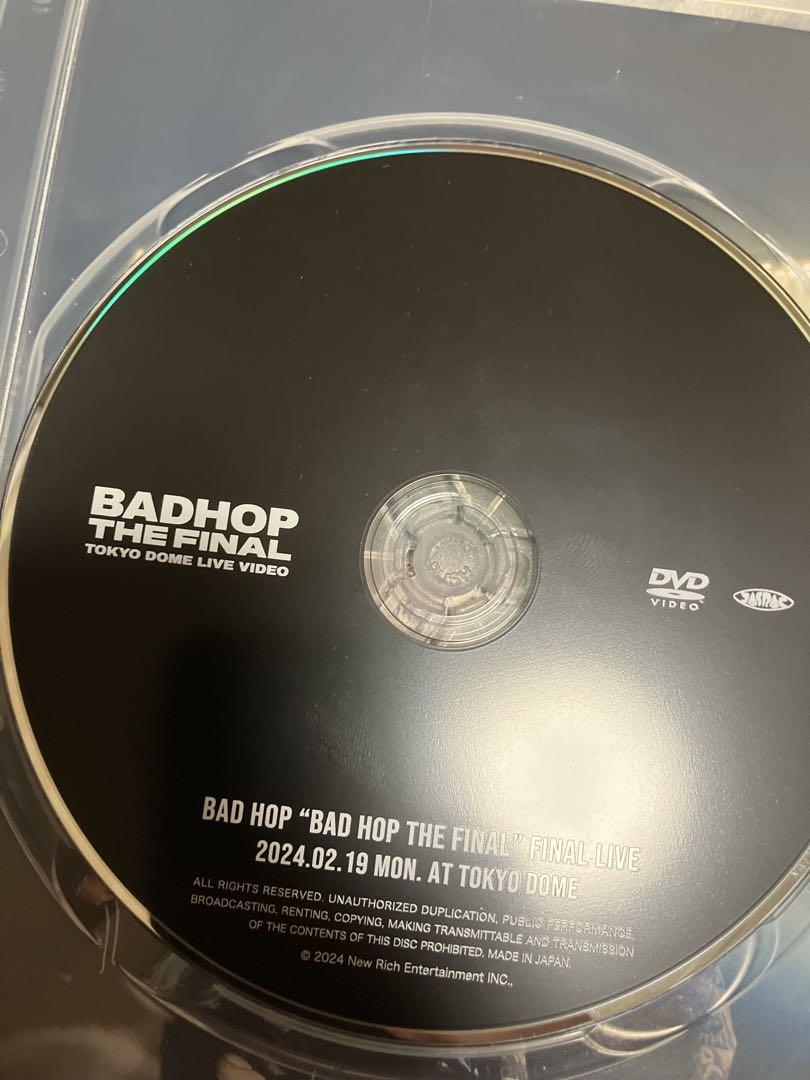 BADHOP
THE FINAL
TOKYO DOME LIVE VIDEO
DVD
VIDEO
JASRAC
BAD HOP “BAD HOP THE FINAL” FINAL LIVE
2024.02.19 MON. AT TOKYO DOME
ALL RIGHTS RESERVED. UNAUTHORIZED DUPLICATION, PUBLIC PERFORMANCE,
BROADCASTING, RENTING, COPYING, MAKING TRANSMITTABLE AND TRANSMISSION
OF THE CONTENTS OF THIS DISC PROHIBITED. MADE IN JAPAN.
© 2024 New Rich Entertainment INC.,